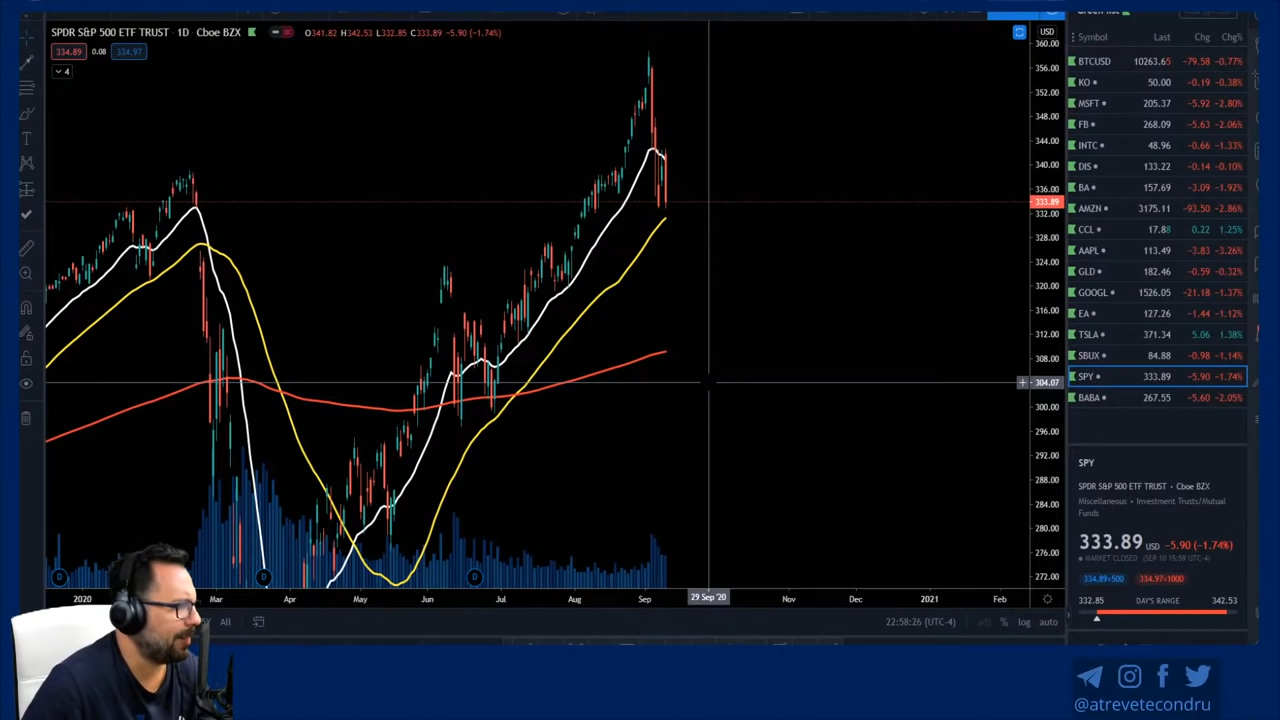 SPDR S&P 500 ETF TRUST · 1D · Cboe BZX O341.82 H342.53 L332.85 C333.89 -5.90 (-1.74%)
334.89 0.08 334.97
4
USD
360.00
356.00
352.00
348.00
344.00
340.00
336.00
333.89
332.00
328.00
324.00
320.00
316.00
312.00
308.00
304.07
300.00
296.00
292.00
288.00
284.00
280.00
276.00
272.00
D D D
2020 Mar Apr May Jun Jul Aug Sep 29 Sep '20 Nov Dec 2021 Feb
All 22:58:26 (UTC-4) adj % log auto
Symbol Last Chg Chg%
BTCUSD 10263.65 -79.58 -0.77%
KO 50.00 -0.19 -0.38%
MSFT 205.37 -5.92 -2.80%
FB 268.09 -5.63 -2.06%
INTC 48.96 -0.66 -1.33%
DIS 133.22 -0.14 -0.10%
BA 157.69 -3.09 -1.92%
AMZN 3175.11 -93.50 -2.86%
CCL 17.88 0.22 1.25%
AAPL 113.49 -3.83 -3.26%
GLD 182.46 -0.59 -0.32%
GOOGL 1526.05 -21.18 -1.37%
EA 127.26 -1.44 -1.12%
TSLA 371.34 5.06 1.38%
SBUX 84.88 -0.98 -1.14%
SPY 333.89 -5.90 -1.74%
BABA 267.55 -5.60 -2.05%
SPY
SPDR S&P 500 ETF TRUST • Cboe BZX
Miscellaneous • Investment Trusts/Mutual
Funds
333.89 USD -5.90 (-1.74%)
MARKET CLOSED (SEP 10 15:59 UTC-4)
334.89×500 334.97×1000
332.85 DAY'S RANGE 342.53
@atrevetecondru